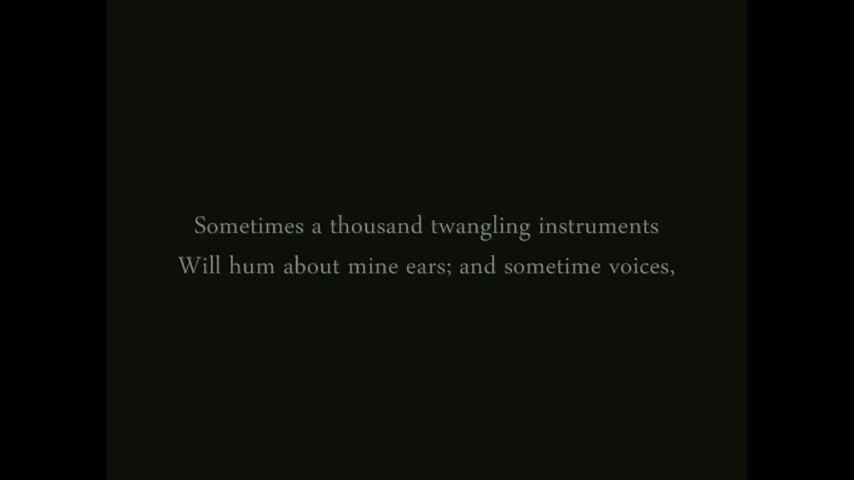 Sometimes a thousand twangling instruments
Will hum about mine ears; and sometime voices,